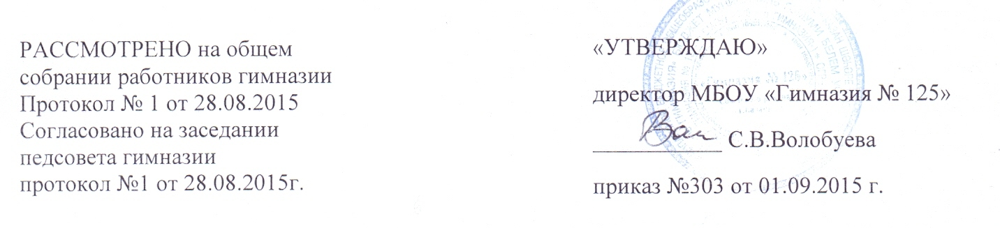 РАССМОТРЕНО на общем
собрании работников гимназии
Протокол № 1 от 28.08.2015
Согласовано на заседании
педсовета гимназии
протокол №1 от 28.08.2015г.
«УТВЕРЖДАЮ»
директор МБОУ «Гимназия № 125»
С.В.Волобуева
приказ №303 от 01.09.2015 г.